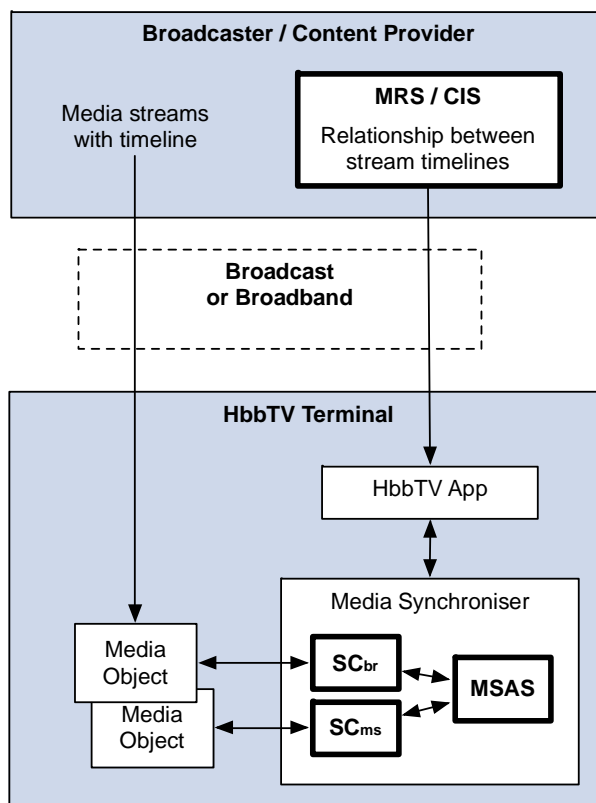 Broadcaster / Content Provider
Media streams
with timeline
MRS / CIS
Relationship between
stream timelines
Broadcast
or Broadband
HbbTV Terminal
HbbTV App
Media Synchroniser
Media
Object
SCbr
MSAS
Media
Object
SCms